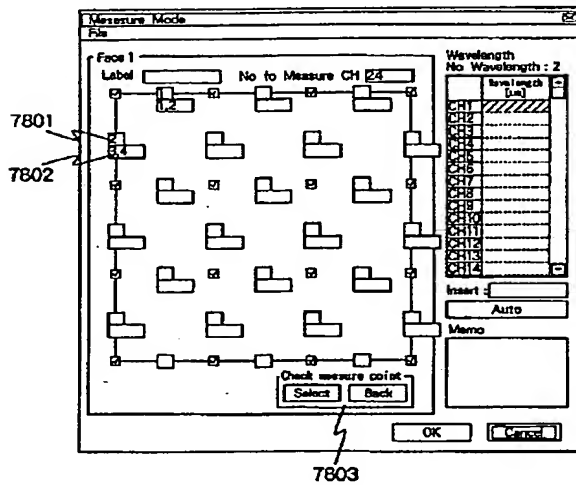 Measure Mode
File
Face 1
Label
No to Measure CH 24
1,2
7801
2
7802
3,4
Wavelength
No Wavelength : 2
Wavelength
[um]
CH1
CH2
CH3
CH4
CH5
CH6
CH7
CH8
CH9
CH10
CH11
CH12
CH13
CH14
Insert :
Auto
Memo
Check measure point
Select
Back
OK
Cancel
7803